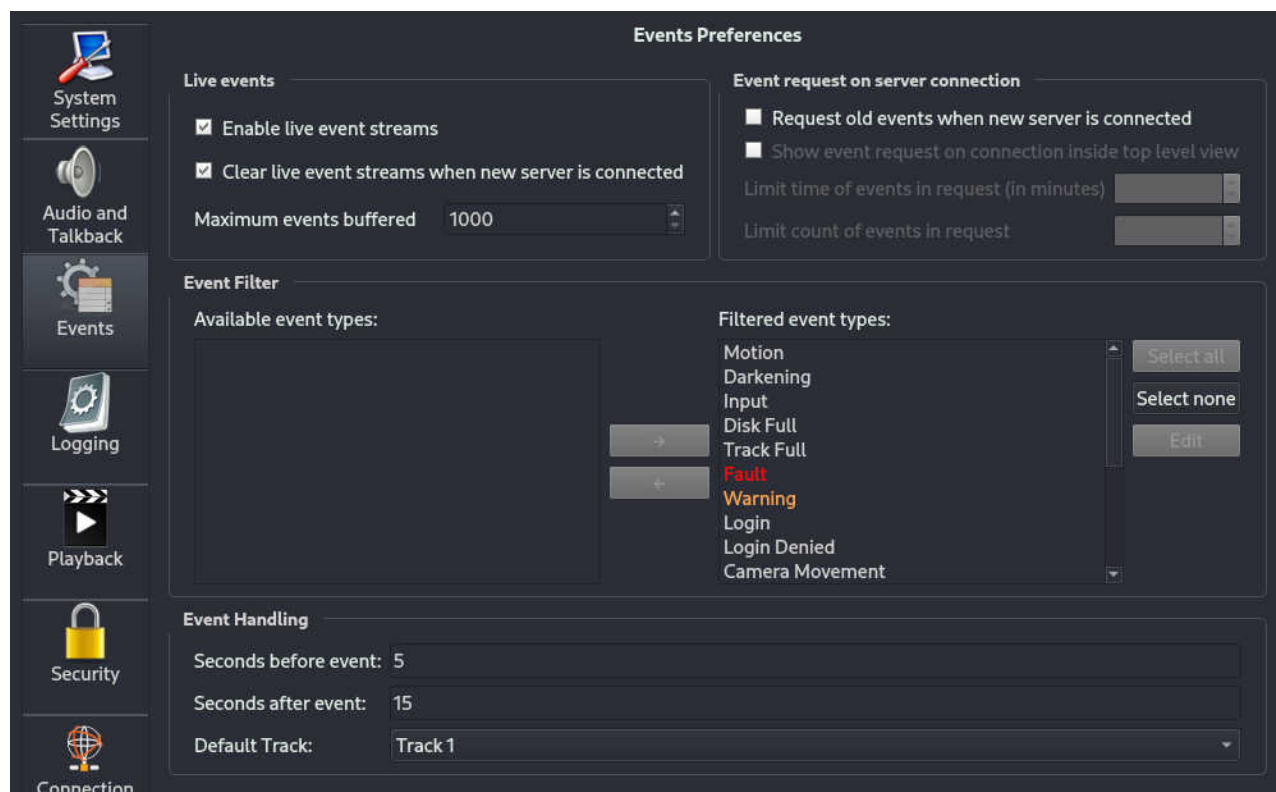 Events Preferences
System
Settings
Audio and
Talkback
Events
Logging
Playback
Security
Connection
Live events
Enable live event streams
Clear live event streams when new server is connected
Maximum events buffered 1000
Event request on server connection
Request old events when new server is connected
Show event request on connection inside top level view
Limit time of events in request (in minutes)
Limit count of events in request
Event Filter
Available event types:
→
←
Filtered event types:
Motion
Darkening
Input
Disk Full
Track Full
Fault
Warning
Login
Login Denied
Camera Movement
Select all
Select none
Edit
Event Handling
Seconds before event: 5
Seconds after event: 15
Default Track: Track 1